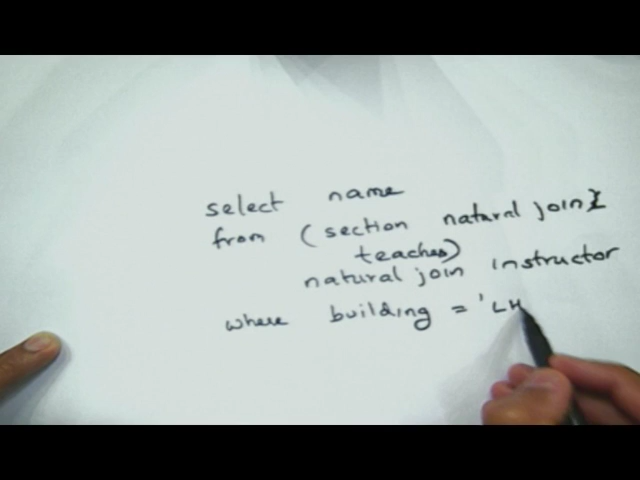 select name
from (section natural join
teaches)
natural join instructor
where building = 'LH